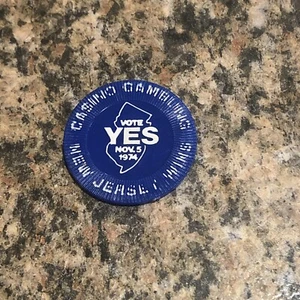 CASINO GAMBLING
VOTE
YES
NOV. 5
1974
NEW JERSEY WINS